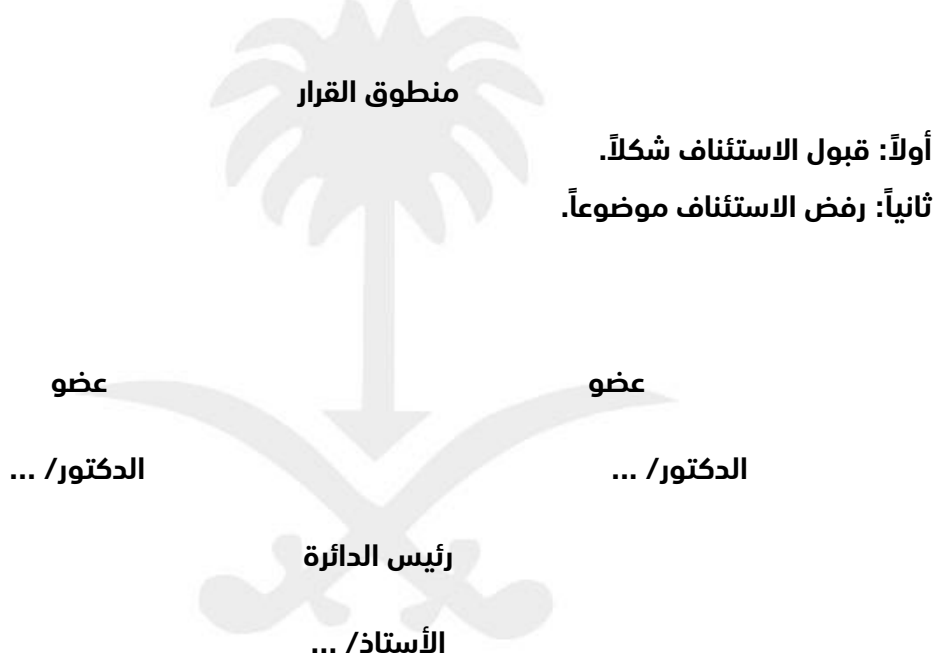 منطوق القرار
أولاً: قبول الاستئناف شكلاً.
ثانياً: رفض الاستئناف موضوعاً.
عضو
عضو
الدكتور/ ...
الدكتور/ ...
رئيس الدائرة
الأستاذ/ ...